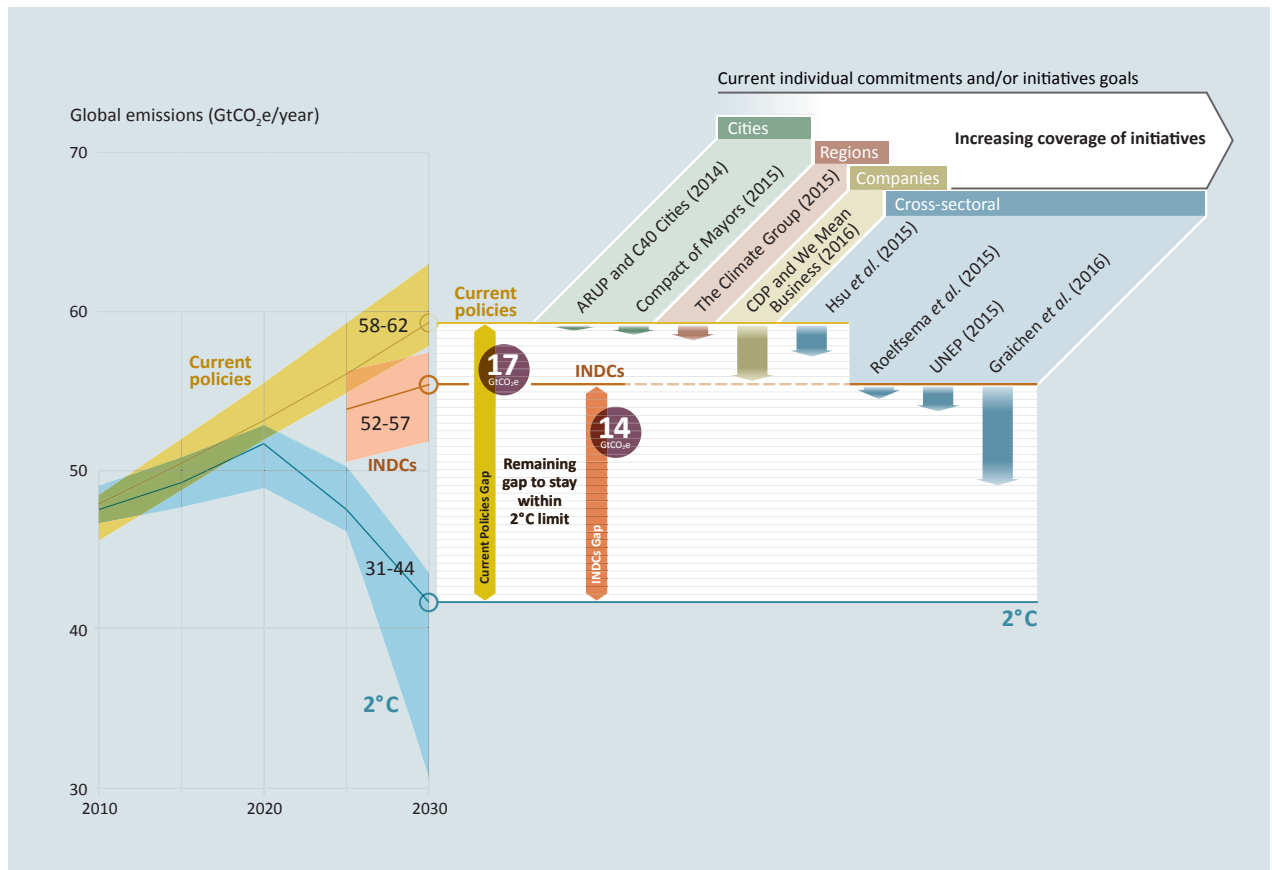 Current individual commitments and/or initiatives goals
Global emissions (GtCO2e/year)
Cities
Increasing coverage of initiatives
Regions
Companies
Cross-sectoral
70
60
50
40
30
2010
2020
2030
ARUP and C40 Cities (2014)
Compact of Mayors (2015)
The Climate Group (2015)
CDP and We Mean
Business (2016)
Hsu et al. (2015)
Roelfsema et al. (2015)
UNEP (2015)
Graichen et al. (2016)
Current
policies
58-62
Current
policies
52-57
INDCs
31-44
2°C
17
GtCO2e
INDCs
14
GtCO2e
Remaining
gap to stay
within
2°C limit
Current Policies Gap
INDCs Gap
2°C